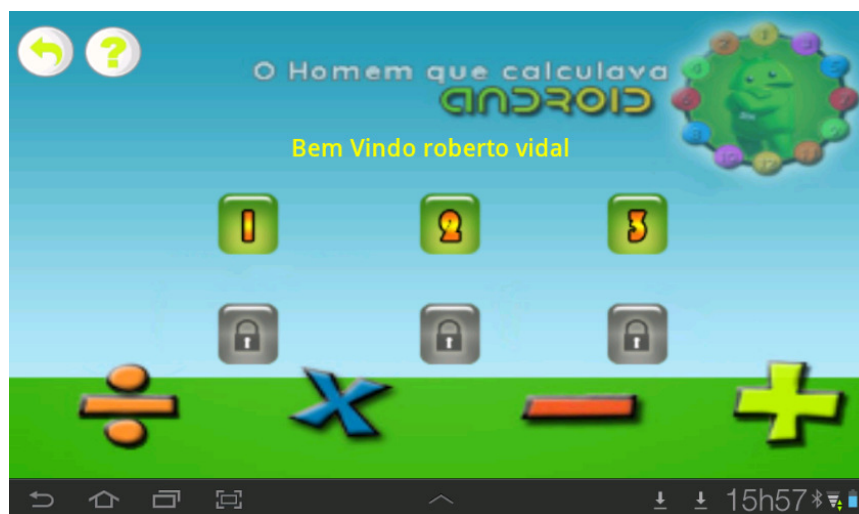 ?
O Homem que calculava
ANDROID
Bem Vindo roberto vidal
1 2 3
÷ x - +
15h57